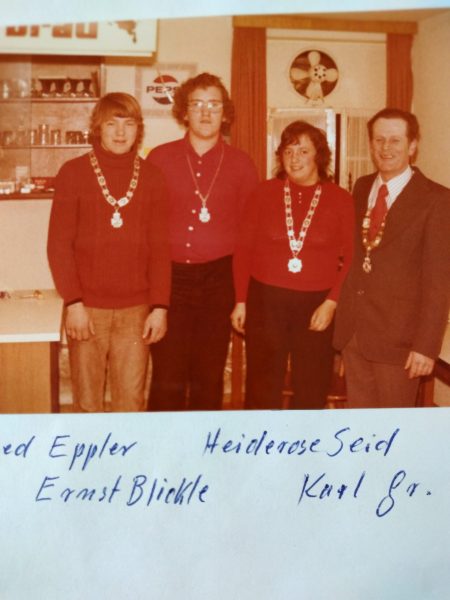 PEPSI
ed Eppler Heiderose Seid
Ernst Blickle Karl Gr.